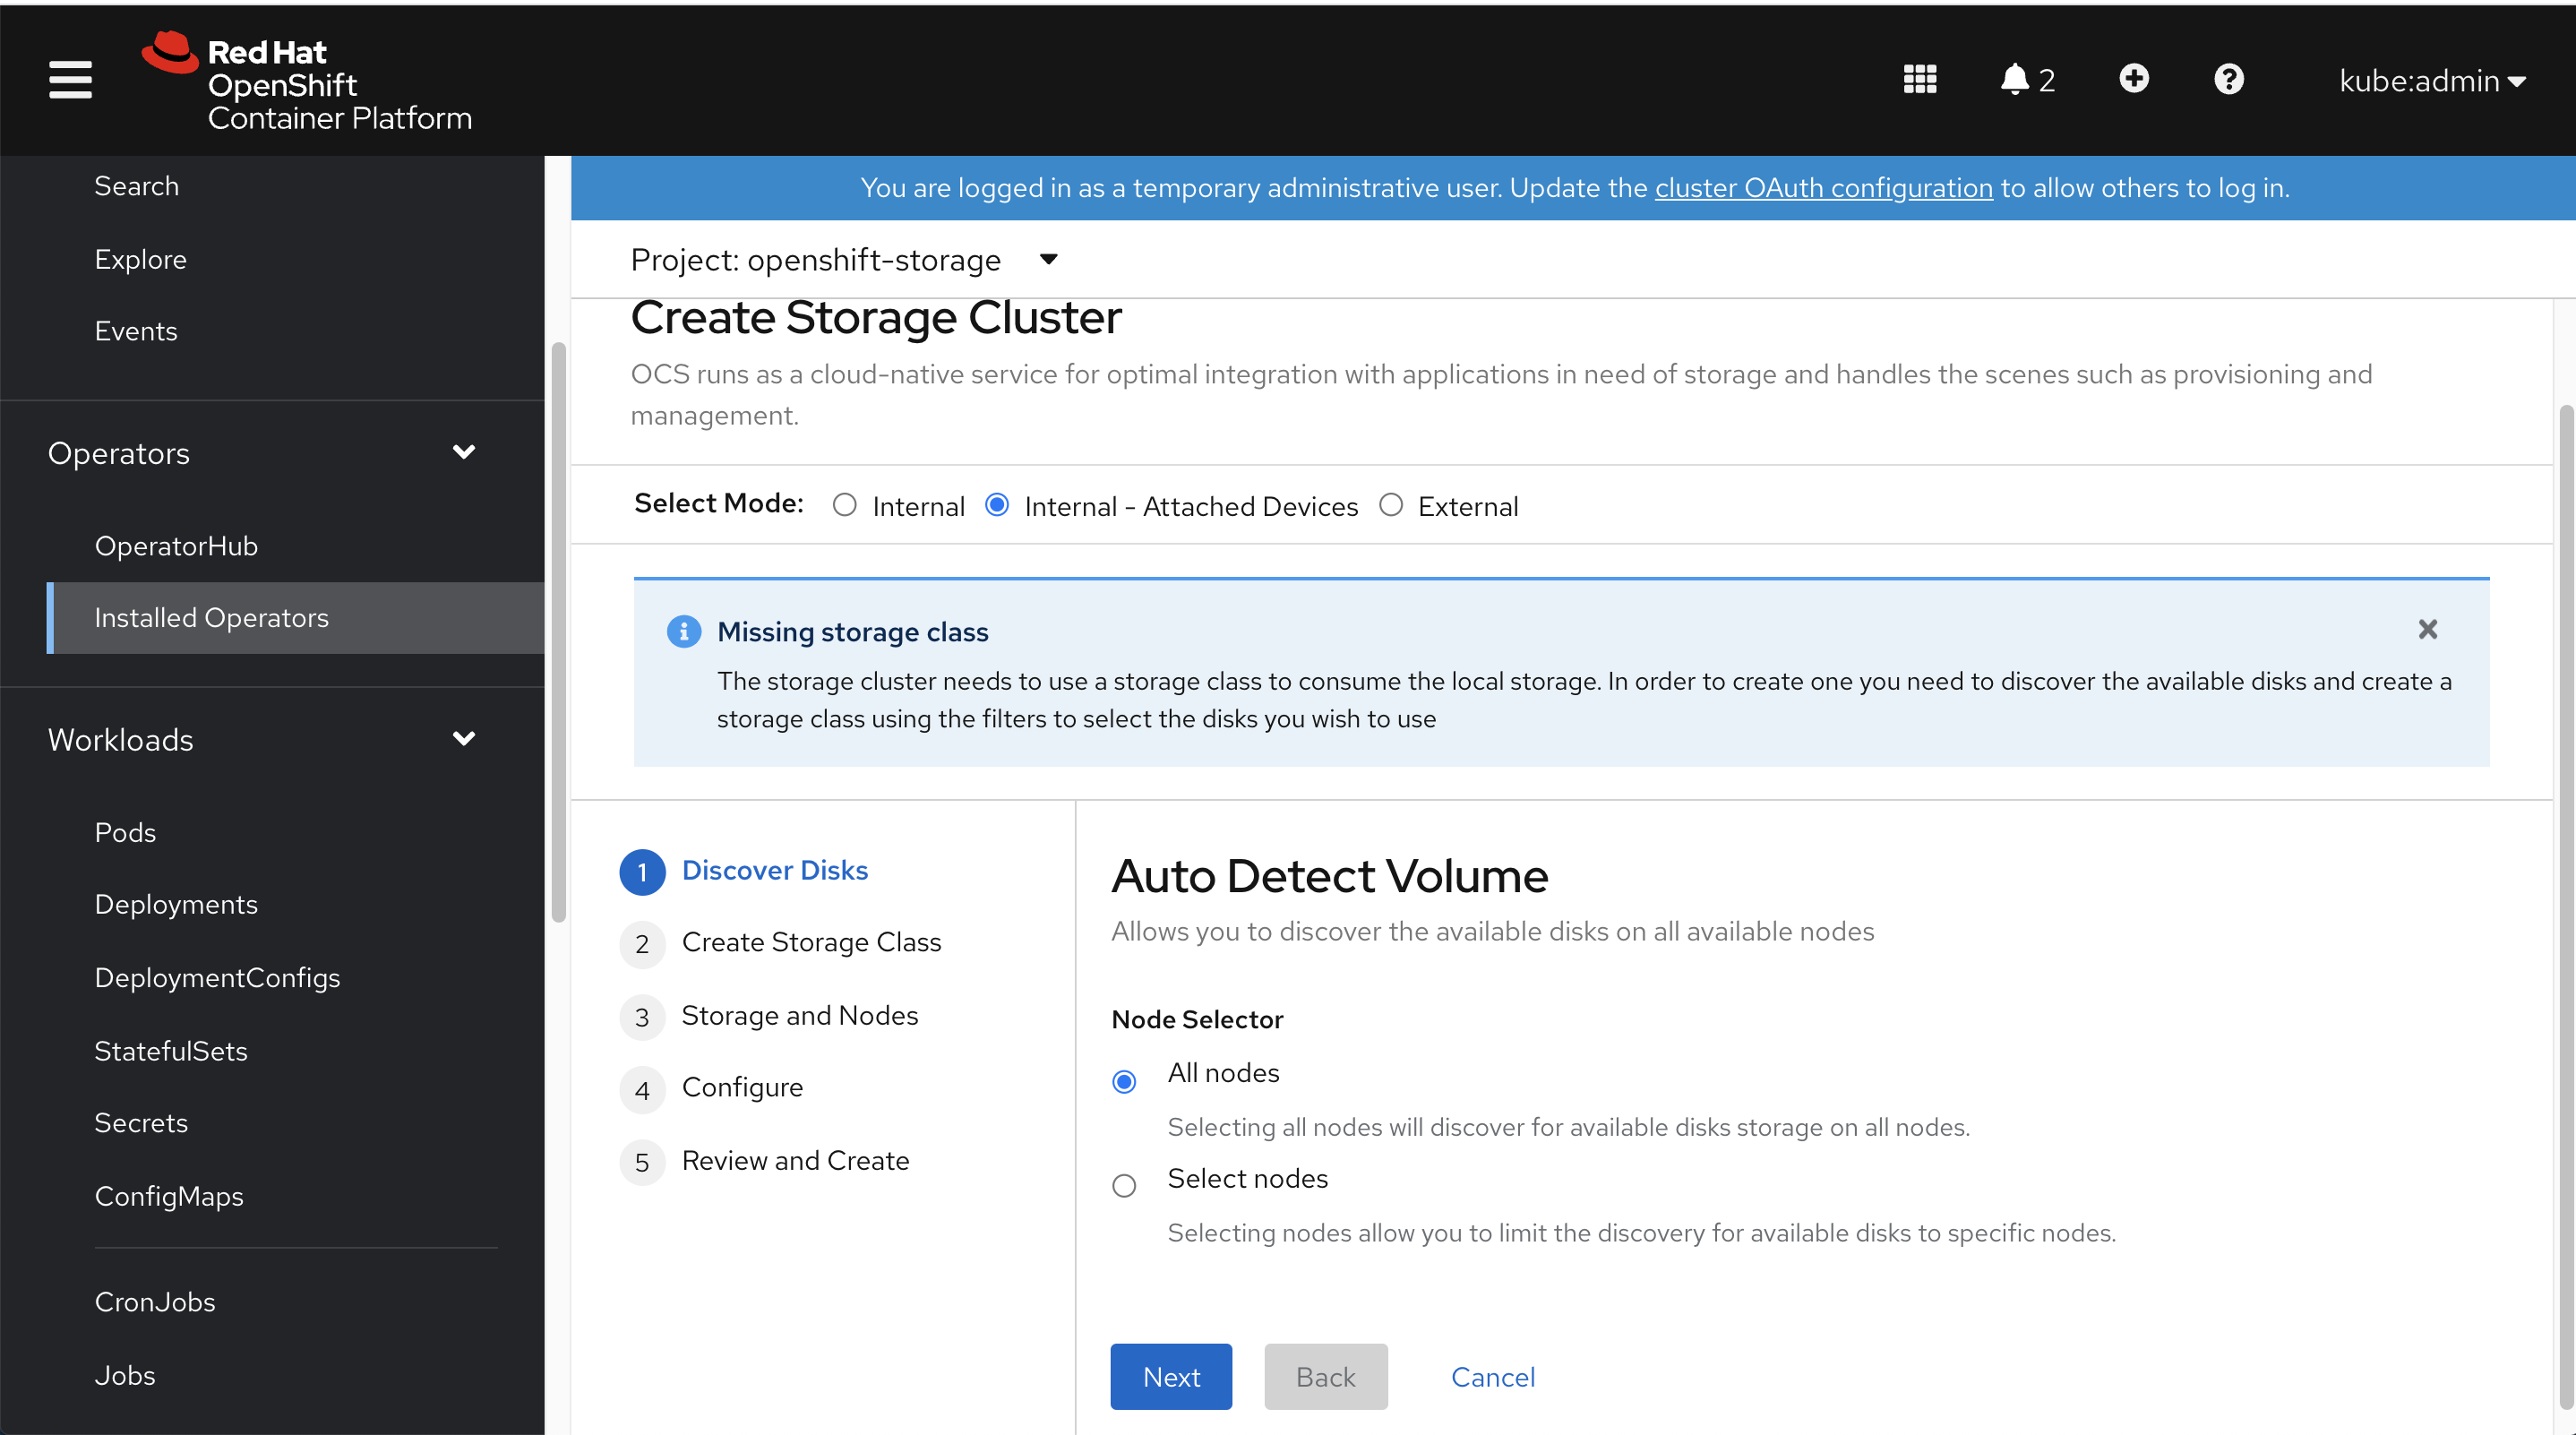 Red Hat
OpenShift
Container Platform
2
kube:admin
Search
Explore
Events
Operators
OperatorHub
Installed Operators
Workloads
Pods
Deployments
DeploymentConfigs
StatefulSets
Secrets
ConfigMaps
CronJobs
Jobs
You are logged in as a temporary administrative user. Update the cluster OAuth configuration to allow others to log in.
Project: openshift-storage
Create Storage Cluster
OCS runs as a cloud-native service for optimal integration with applications in need of storage and handles the scenes such as provisioning and
management.
Select Mode: Internal Internal - Attached Devices External
Missing storage class
The storage cluster needs to use a storage class to consume the local storage. In order to create one you need to discover the available disks and create a
storage class using the filters to select the disks you wish to use
1 Discover Disks
2 Create Storage Class
3 Storage and Nodes
4 Configure
5 Review and Create
Auto Detect Volume
Allows you to discover the available disks on all available nodes
Node Selector
All nodes
Selecting all nodes will discover for available disks storage on all nodes.
Select nodes
Selecting nodes allow you to limit the discovery for available disks to specific nodes.
Next Back Cancel